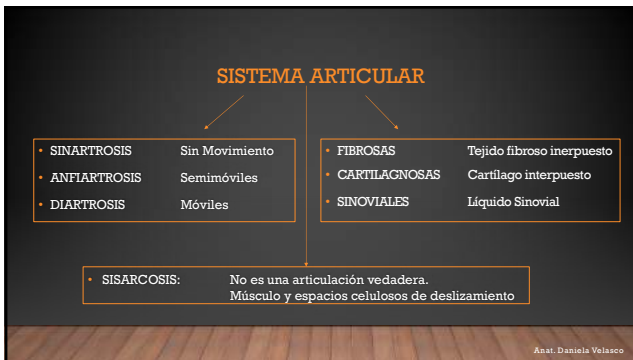 SISTEMA ARTICULAR
• SINARTROSIS Sin Movimiento
• ANFIARTROSIS Semimóviles
• DIARTROSIS Móviles
• FIBROSAS Tejido fibroso inerpuesto
• CARTILAGNOSAS Cartílago interpuesto
• SINOVIALES Líquido Sinovial
• SISARCOSIS: No es una articulación vedadera.
Músculo y espacios celulosos de deslizamiento
Anat. Daniela Velasco